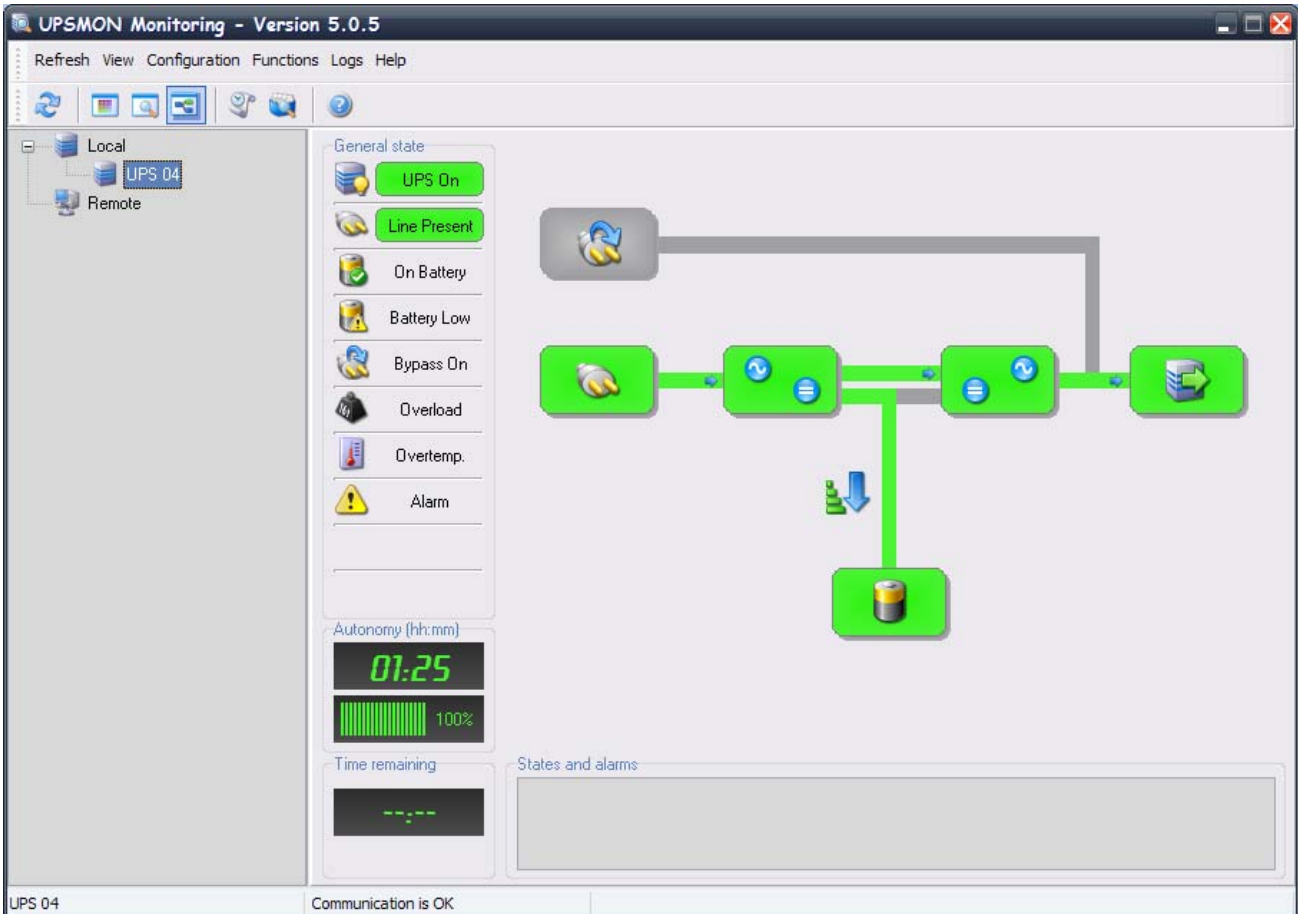 UPSMON Monitoring - Version 5.0.5
Refresh View Configuration Functions Logs Help
Local
UPS 04
Remote
General state
UPS On
Line Present
On Battery
Battery Low
Bypass On
Overload
Overtemp.
Alarm
Autonomy (hh:mm)
01:25
100%
Time remaining
--:--
States and alarms
UPS 04
Communication is OK